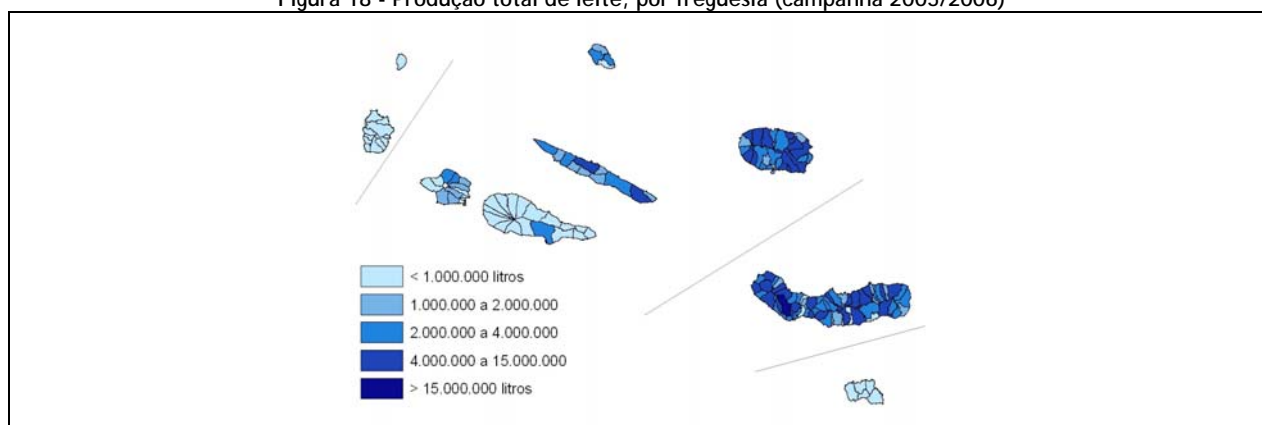 Figura 18 - Produção total de leite, por freguesia (campanha 2005/2006)
< 1.000.000 litros
1.000.000 a 2.000.000
2.000.000 a 4.000.000
4.000.000 a 15.000.000
> 15.000.000 litros